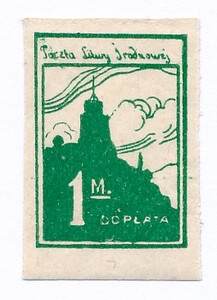 Poczta Litwy Środkowej
1 M.
DOPŁATA